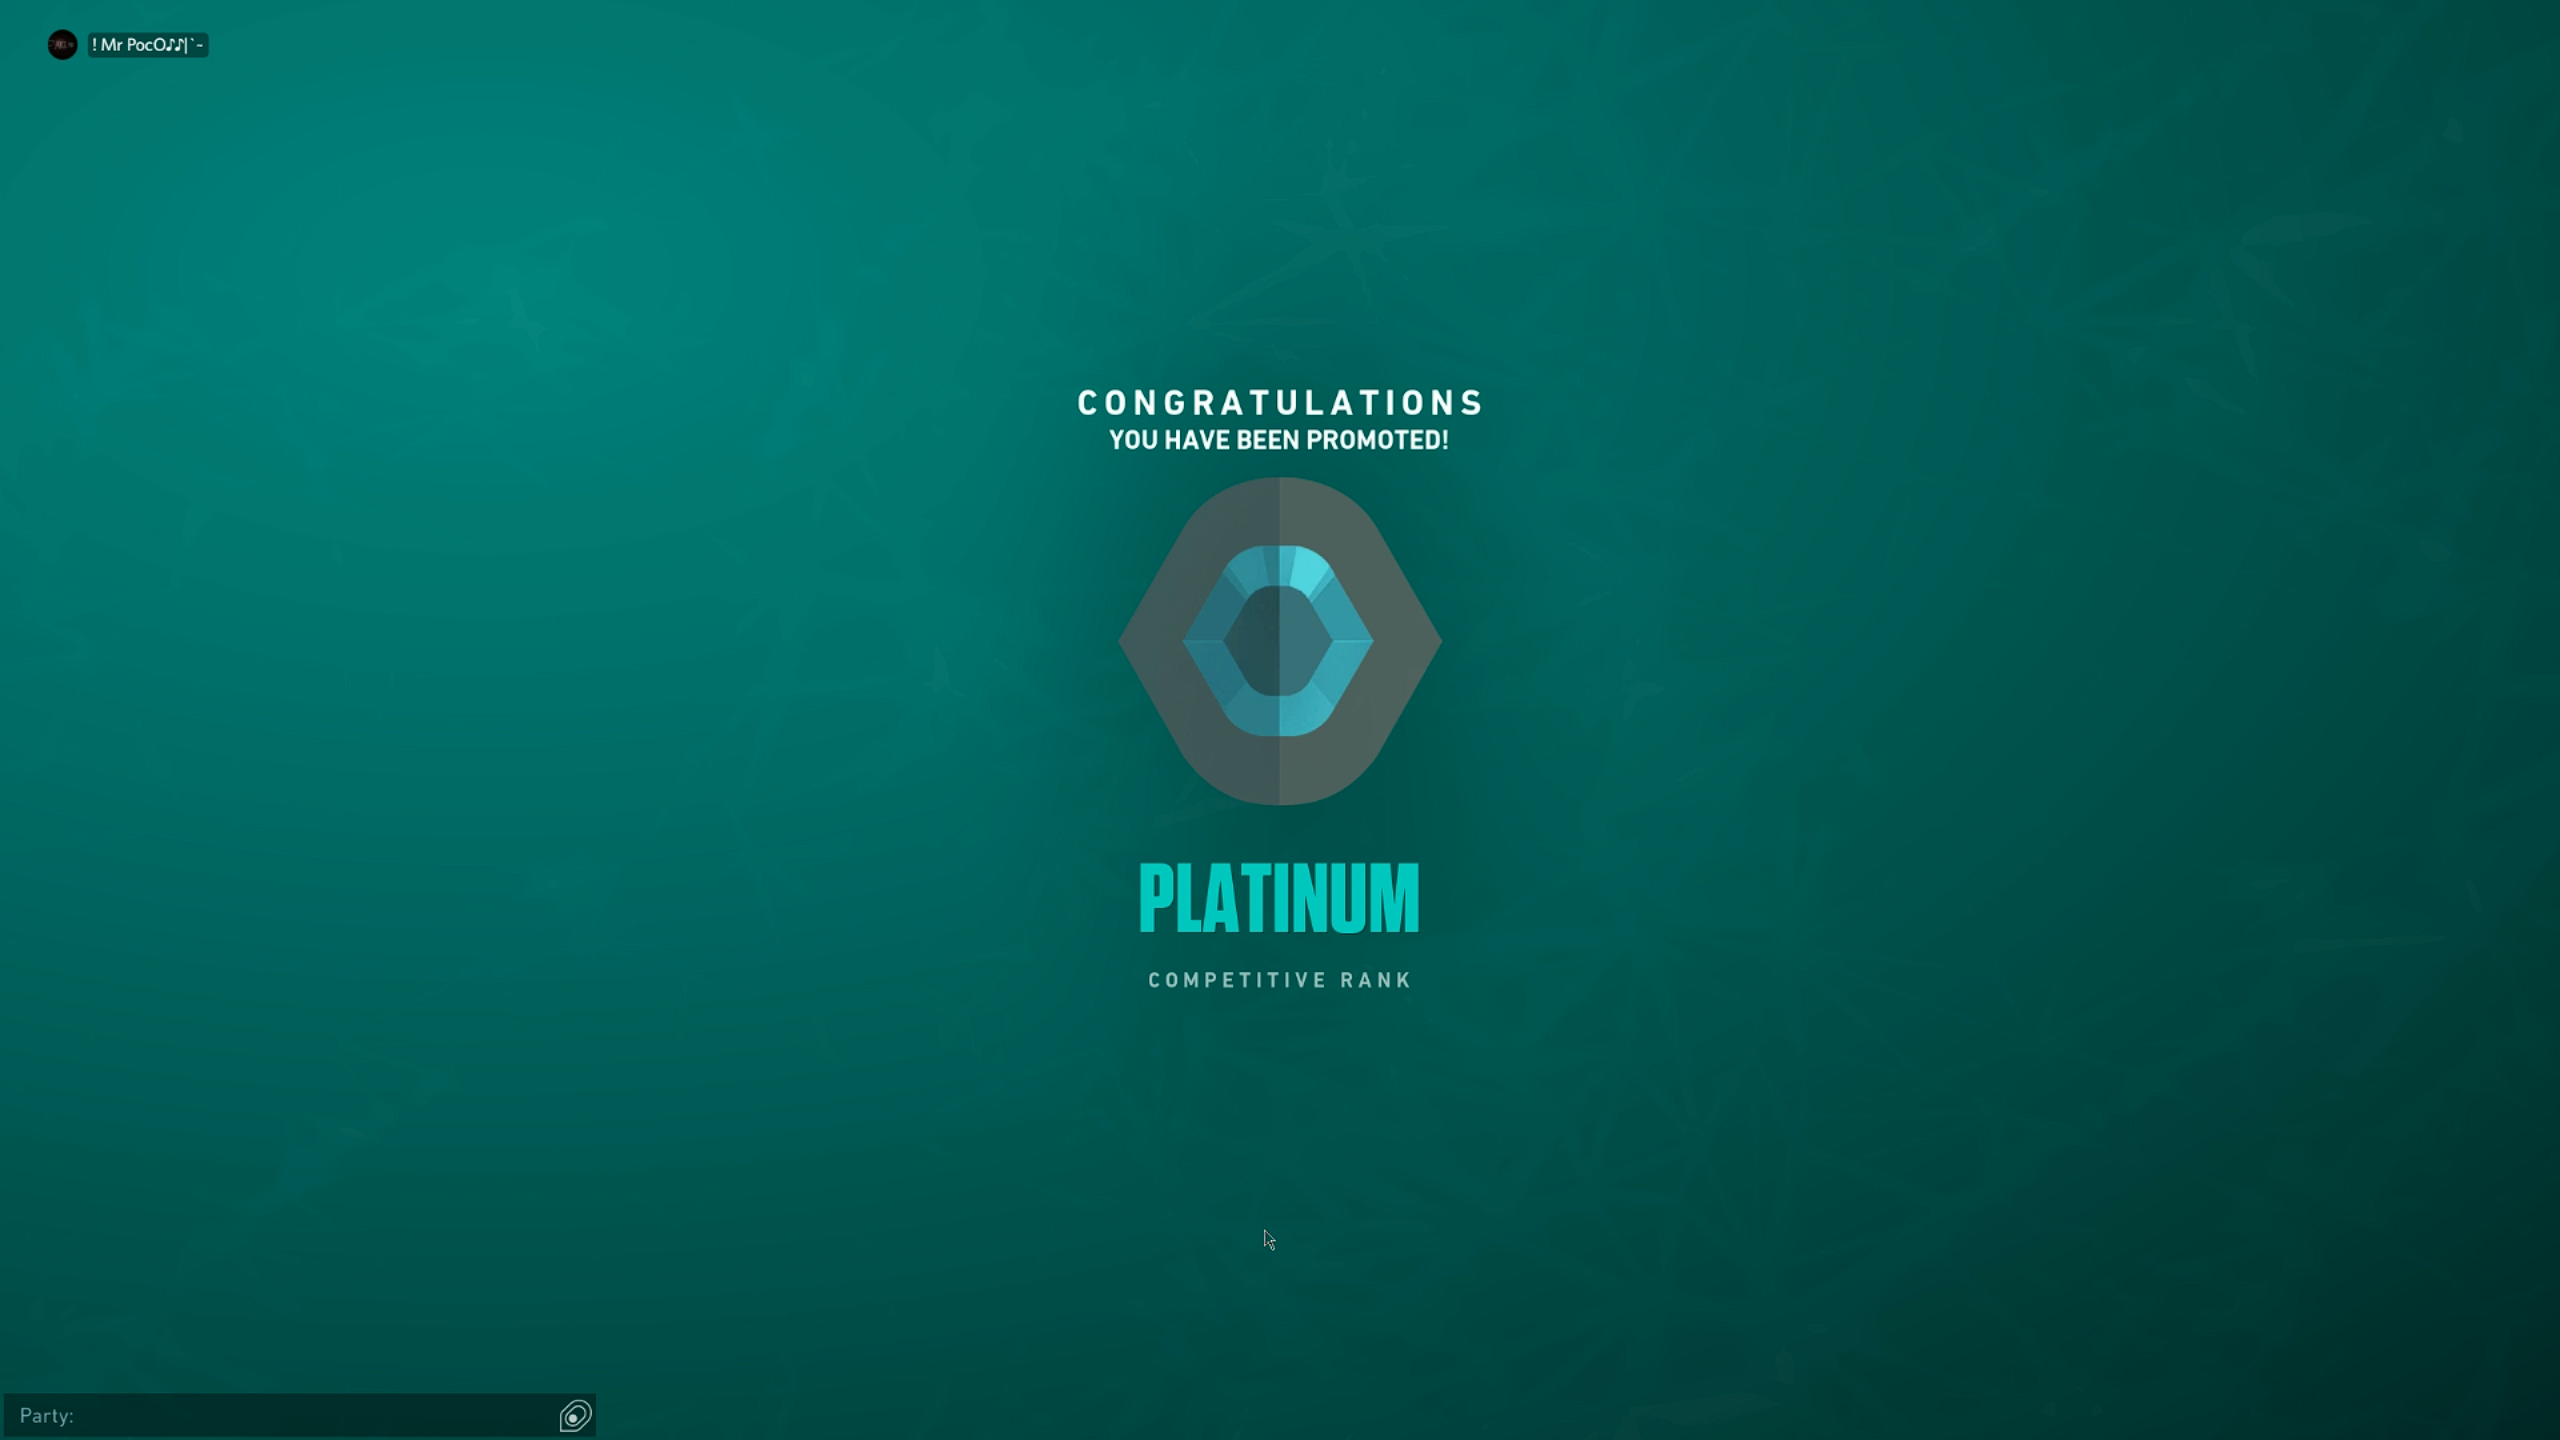 ! Mr PocO♪♪|`~
CONGRATULATIONS
YOU HAVE BEEN PROMOTED!
PLATINUM
COMPETITIVE RANK
Party: